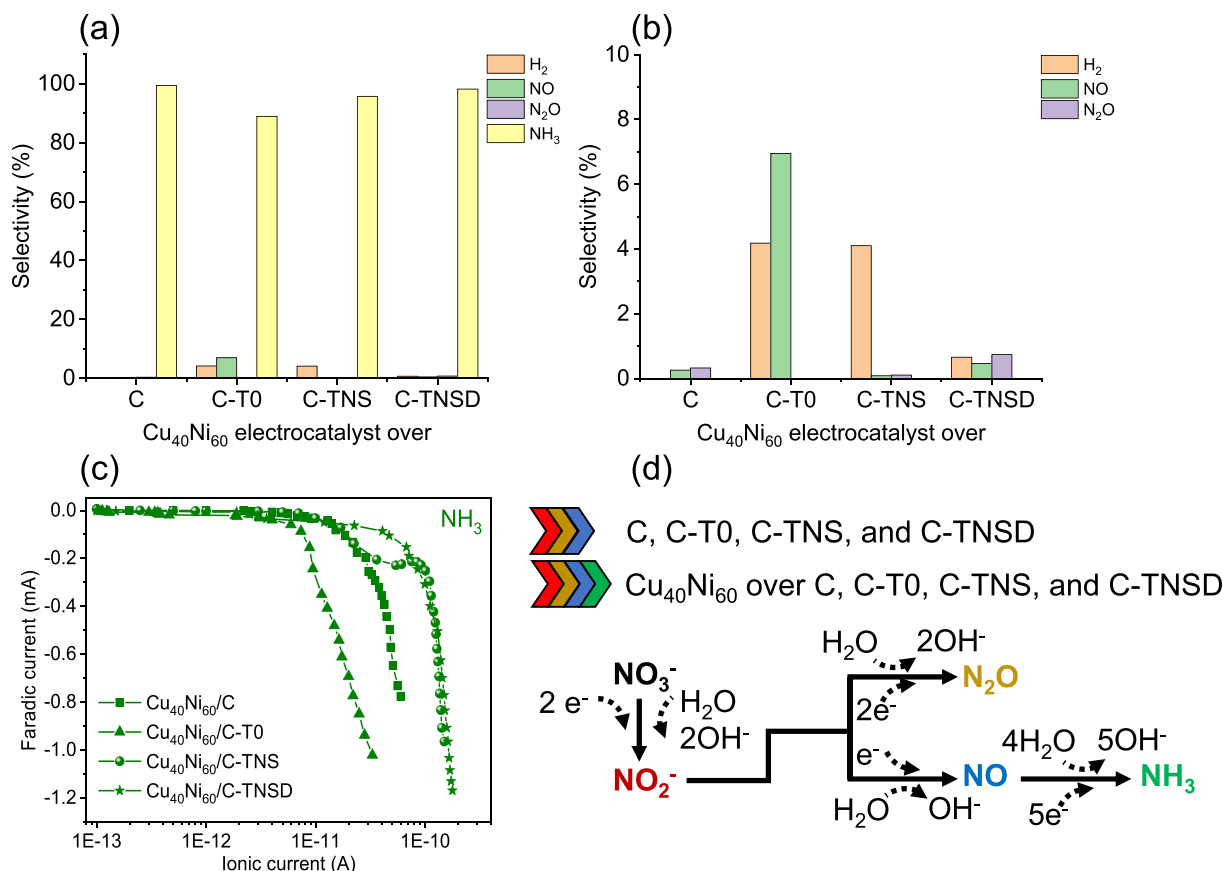 (a)
H₂
NO
N₂O
NH₃
100
80
60
40
20
0
Selectivity (%)
C
C-T0
C-TNS
C-TNSD
Cu₄₀Ni₆₀ electrocatalyst over
(b)
H₂
NO
N₂O
10
8
6
4
2
0
Selectivity (%)
C
C-T0
C-TNS
C-TNSD
Cu₄₀Ni₆₀ electrocatalyst over
(c)
NH₃
0.0
-0.2
-0.4
-0.6
-0.8
-1.0
-1.2
Faradic current (mA)
Cu₄₀Ni₆₀/C
Cu₄₀Ni₆₀/C-T0
Cu₄₀Ni₆₀/C-TNS
Cu₄₀Ni₆₀/C-TNSD
1E-13
1E-12
1E-11
1E-10
Ionic current (A)
(d)
C, C-T0, C-TNS, and C-TNSD
Cu₄₀Ni₆₀ over C, C-T0, C-TNS, and C-TNSD
NO₃⁻
2 e⁻
H₂O
2OH⁻
NO₂⁻
H₂O
2OH⁻
2e⁻
N₂O
e⁻
H₂O
OH⁻
NO
4H₂O
5OH⁻
5e⁻
NH₃